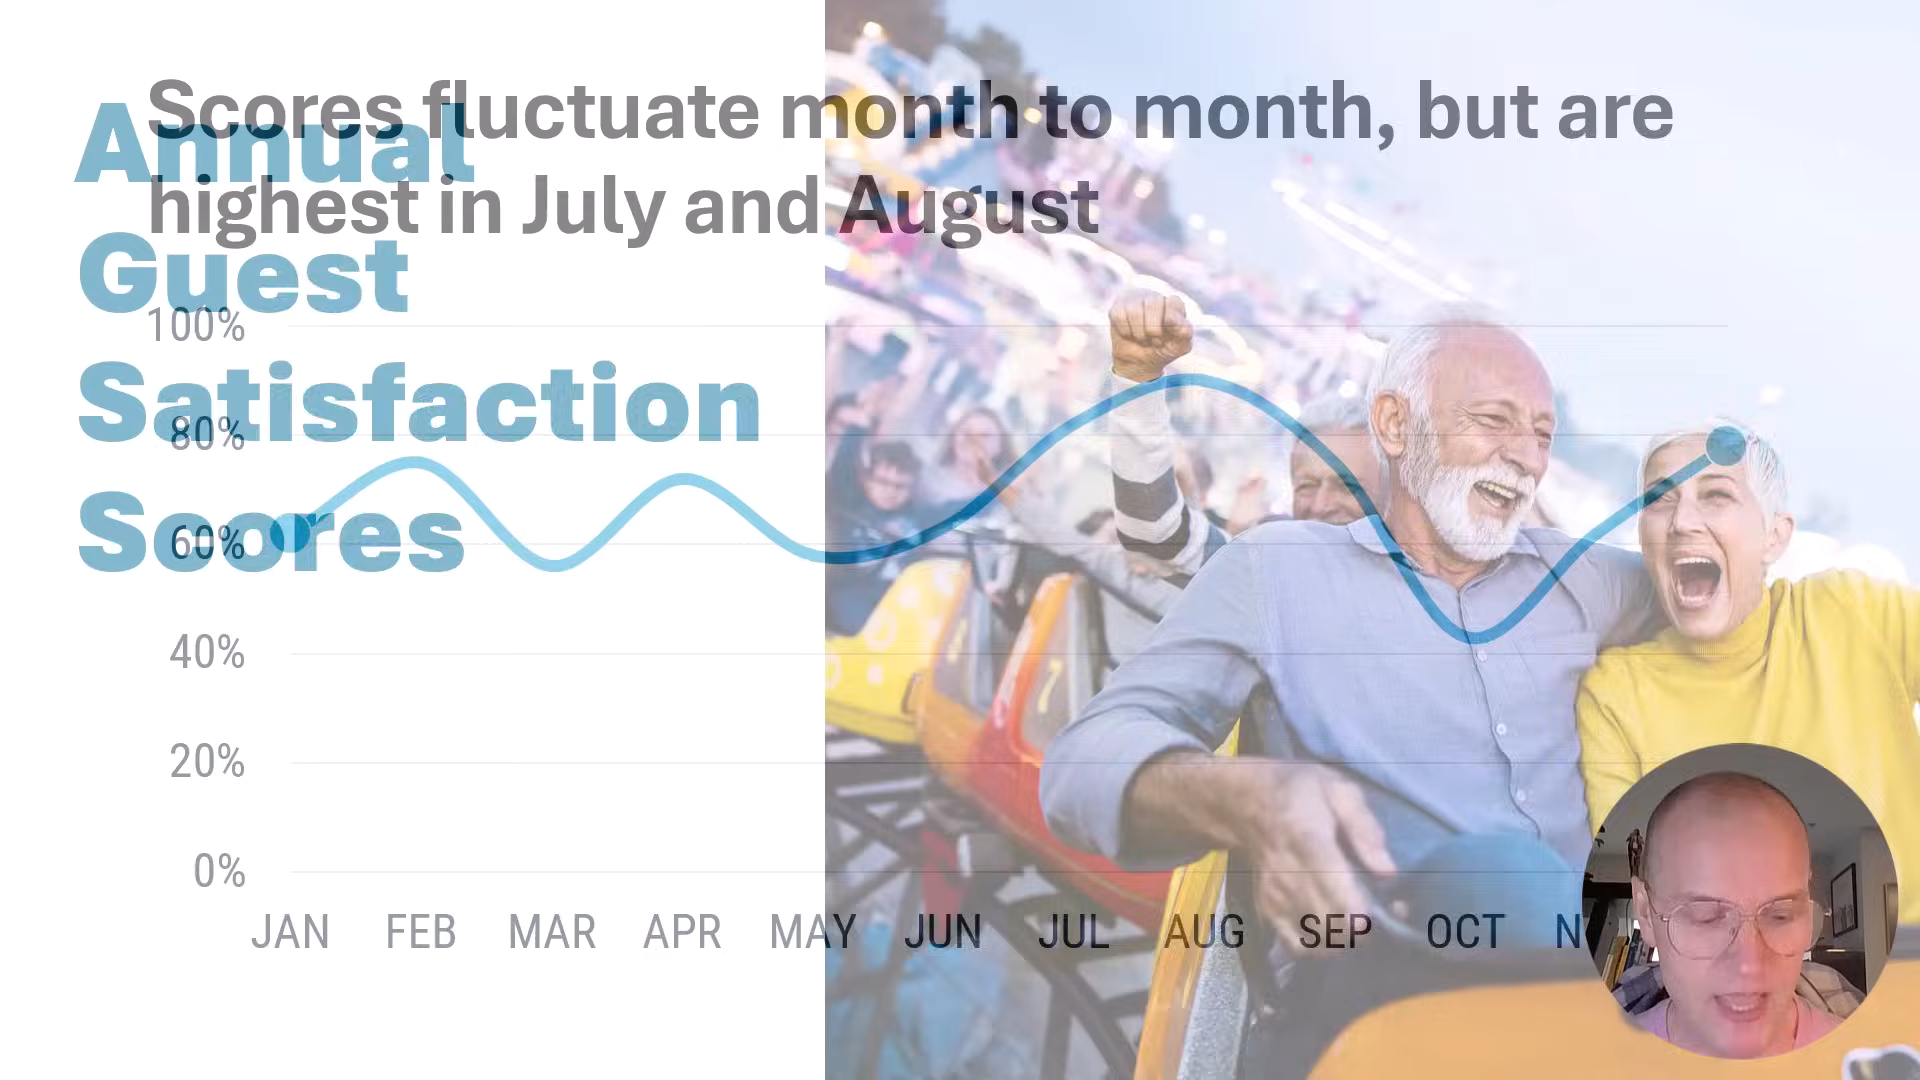 Scores fluctuate month to month, but are
highest in July and August
Annual
Guest
Satisfaction
Scores
100%
80%
60%
40%
20%
0%
JAN FEB MAR APR MAY JUN JUL AUG SEP OCT N